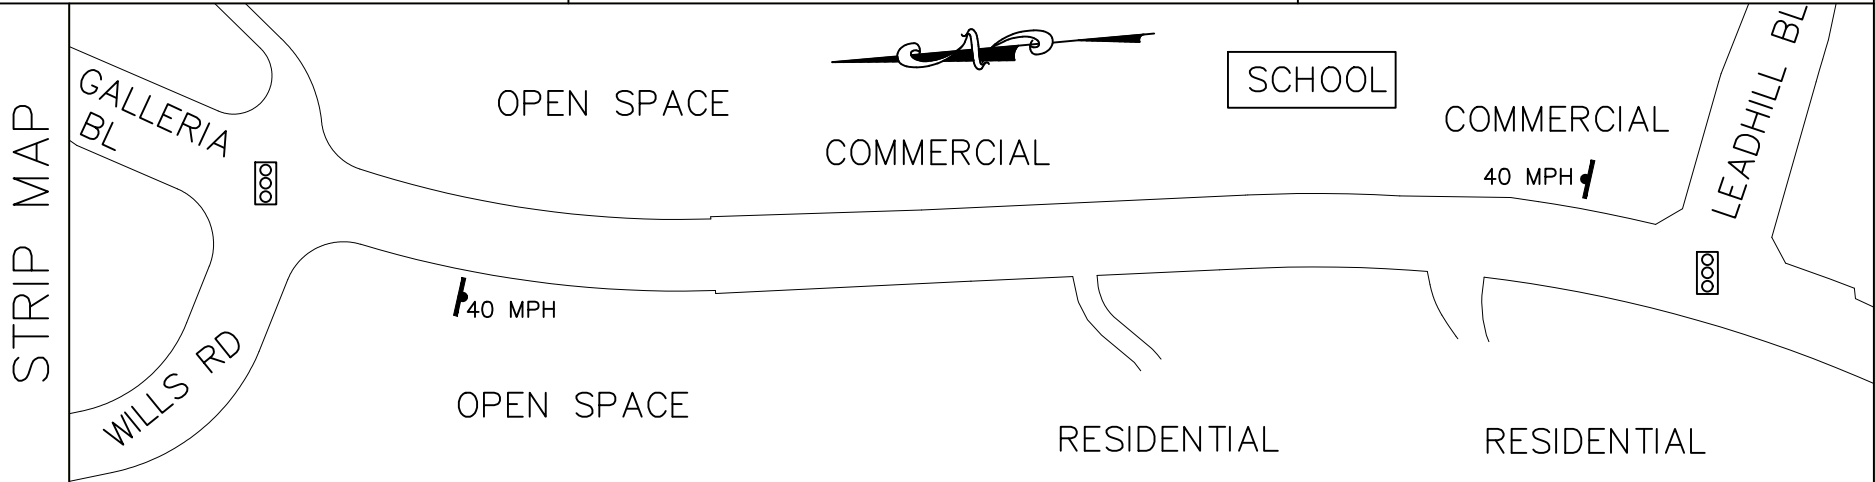 STRIP MAP
GALLERIA
BL
OPEN SPACE
N
SCHOOL
COMMERCIAL
COMMERCIAL
LEADHILL BL
40 MPH
40 MPH
WILLS RD
OPEN SPACE
RESIDENTIAL
RESIDENTIAL